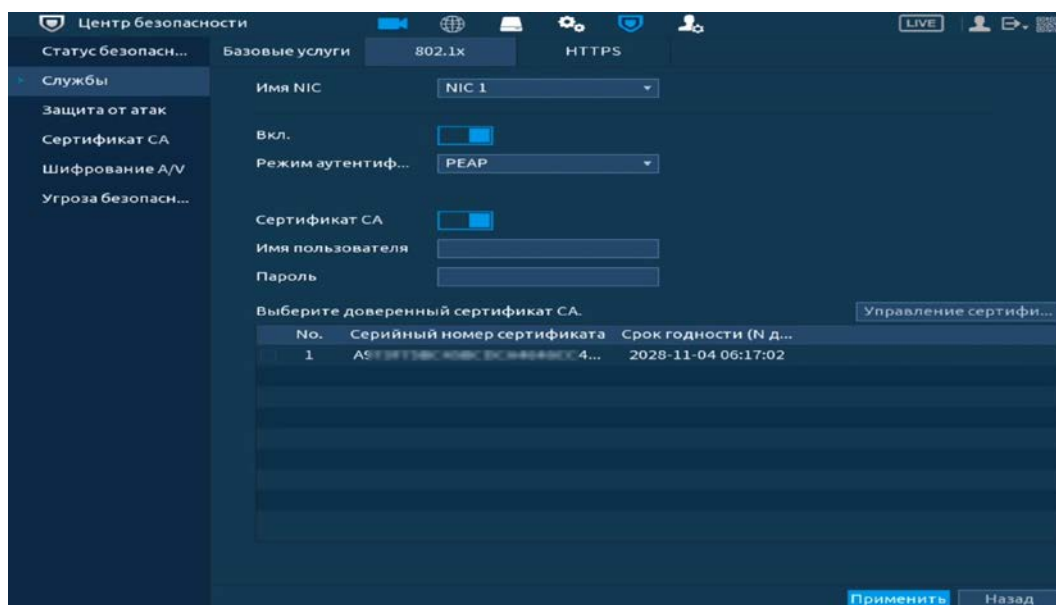 Центр безопасности
LIVE
Статус безопасн...
Службы
Защита от атак
Сертификат CA
Шифрование A/V
Угроза безопасн...
Базовые услуги 802.1x HTTPS
Имя NIC NIC 1
Вкл.
Режим аутентиф... PEAP
Сертификат CA
Имя пользователя
Пароль
Выберите доверенный сертификат CA. Управление сертифи...
No. Серийный номер сертификата Срок годности (N д...
1 2028-11-04 06:17:02
Применить Назад